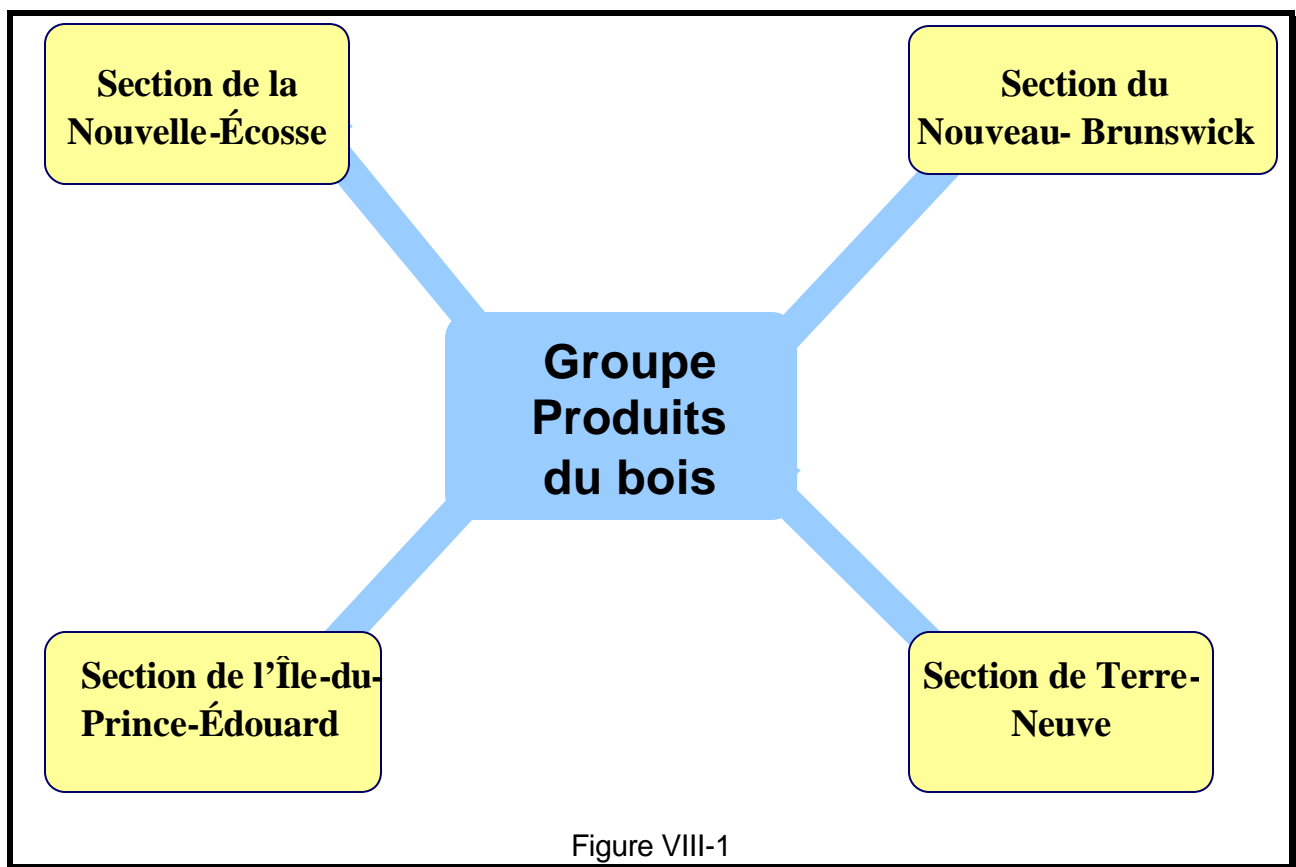 Section de la
Nouvelle-Écosse
Section du
Nouveau- Brunswick
Groupe
Produits
du bois
Section de l’Île-du-
Prince-Édouard
Section de Terre-
Neuve
Figure VIII-1